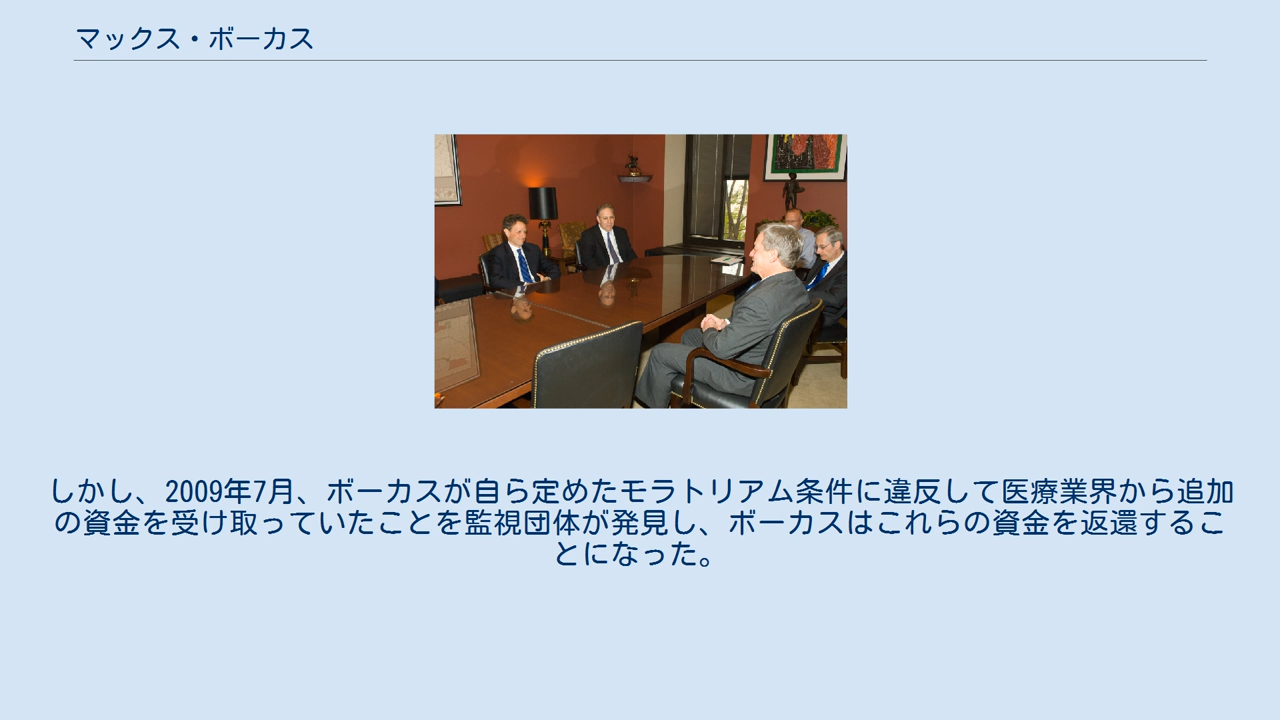 マックス・ボーカス
しかし、2009年7月、ボーカスが自ら定めたモラトリアム条件に違反して医療業界から追加
の資金を受け取っていたことを監視団体が発見し、ボーカスはこれらの資金を返還するこ
とになった。